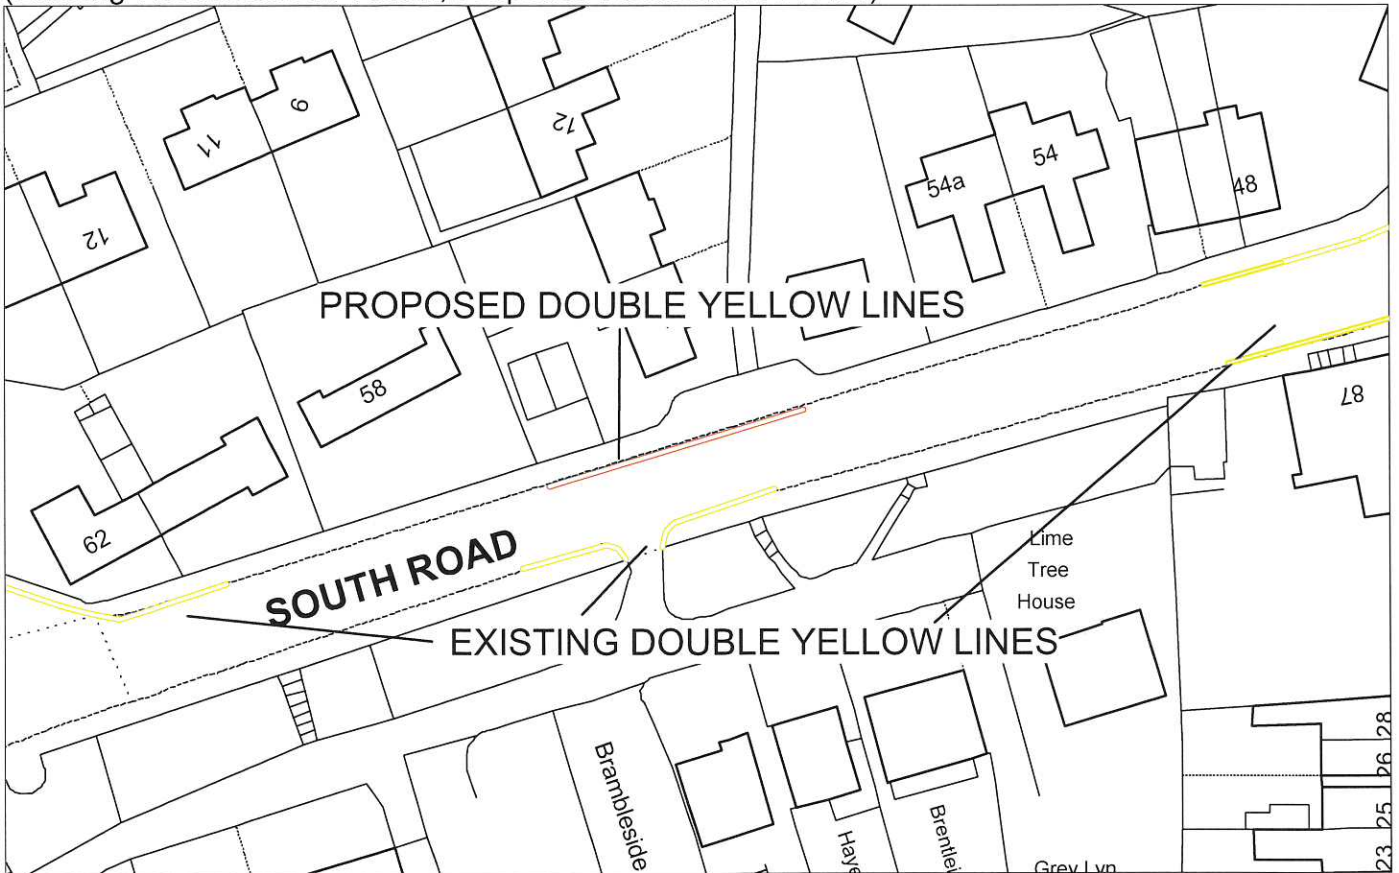 9
11
72
12
54
54a
48
PROPOSED DOUBLE YELLOW LINES
58
87
62
SOUTH ROAD
Lime
Tree
House
EXISTING DOUBLE YELLOW LINES
Brambleside
28
26
25
23